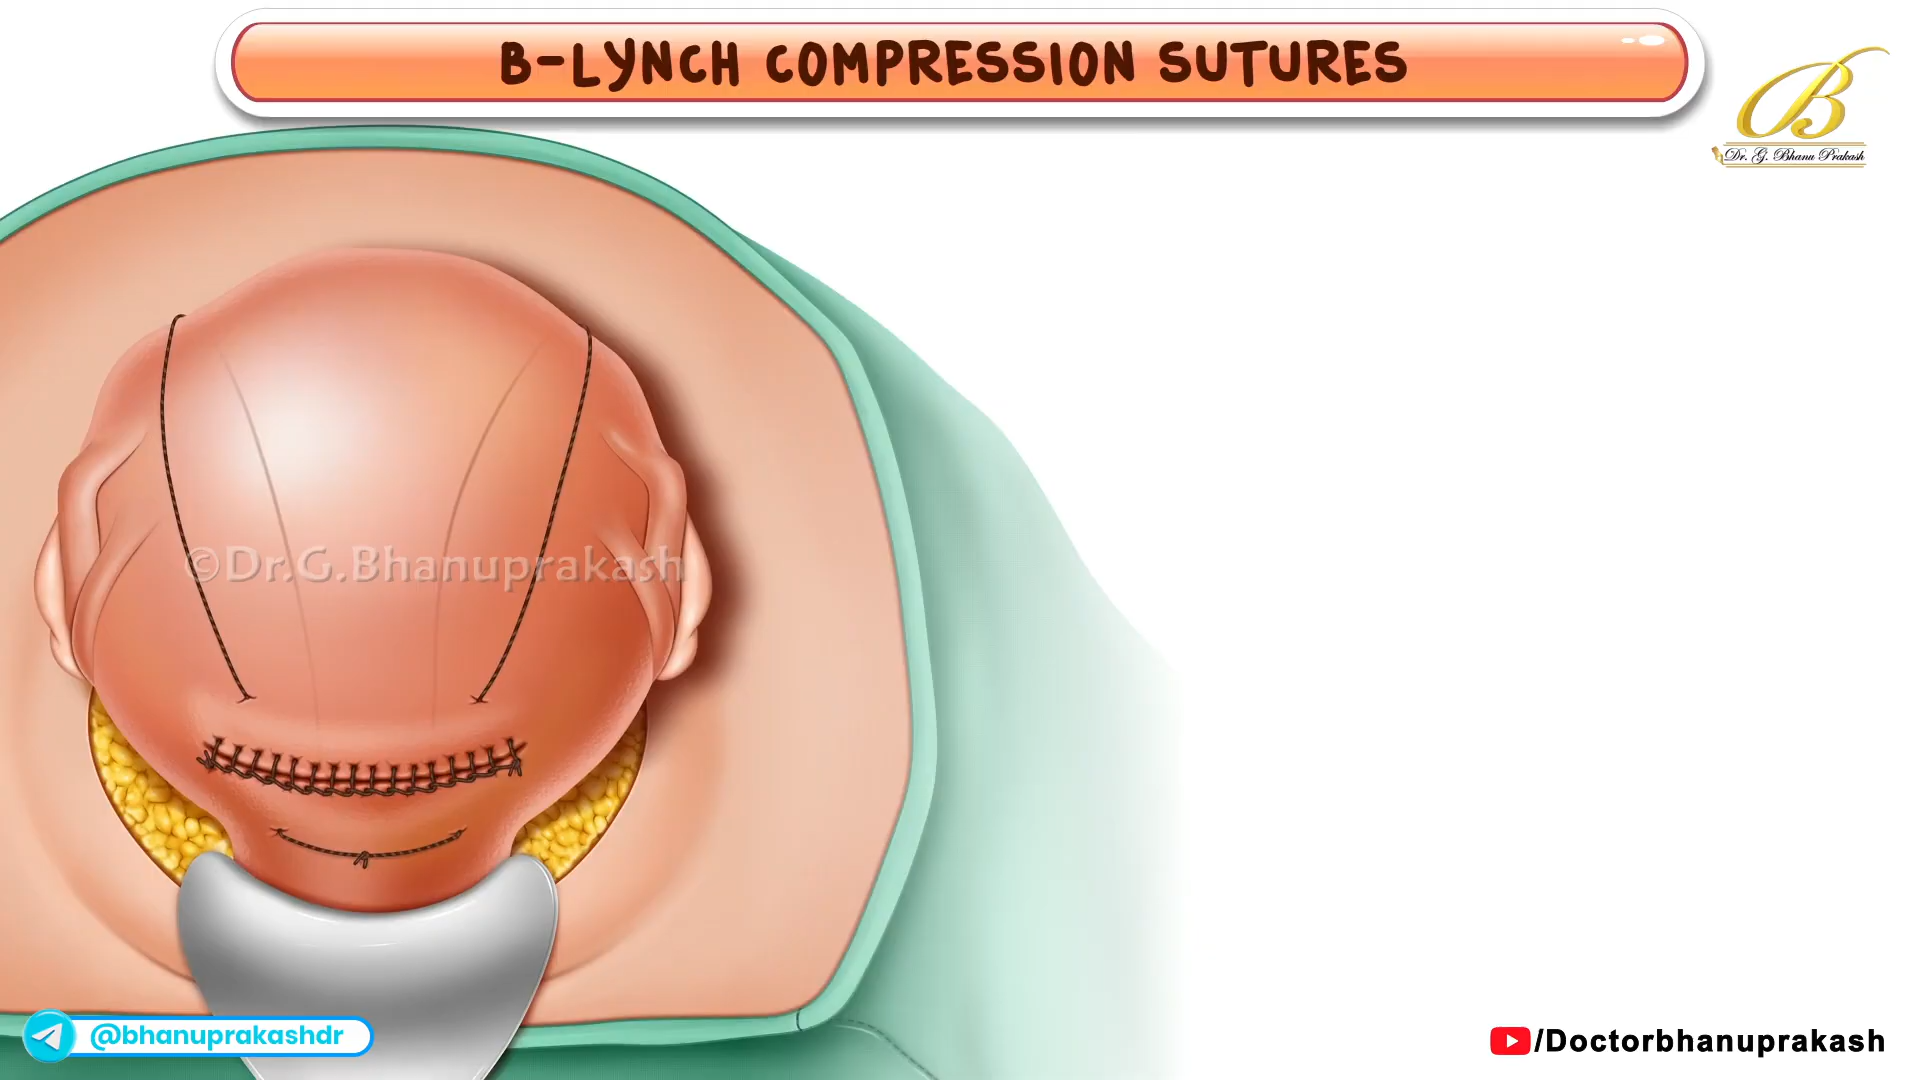 B-LYNCH COMPRESSION SUTURES
B
Dr. G. Bhanu Prakash
©Dr.G.Bhanuprakash
@bhanuprakashdr
/Doctorbhanuprakash